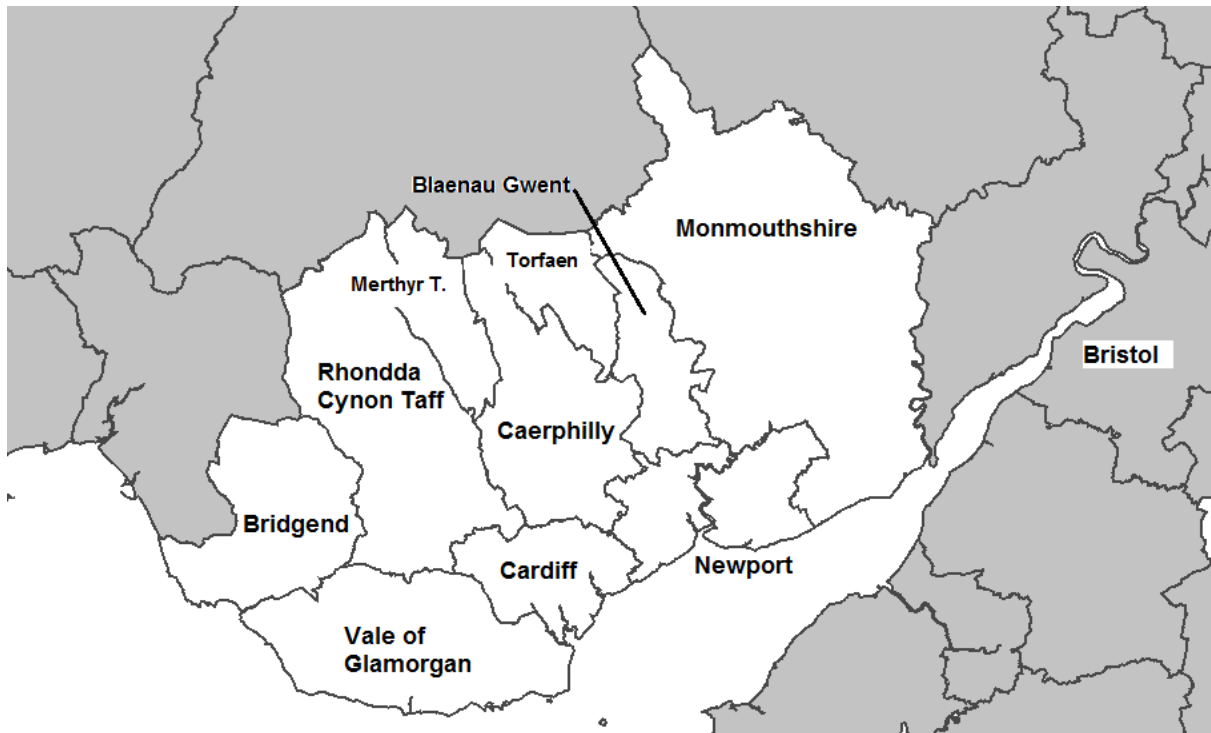 Blaenau Gwent
Monmouthshire
Torfaen
Merthyr T.
Bristol
Rhondda
Cynon Taff
Caerphilly
Bridgend
Newport
Cardiff
Vale of
Glamorgan